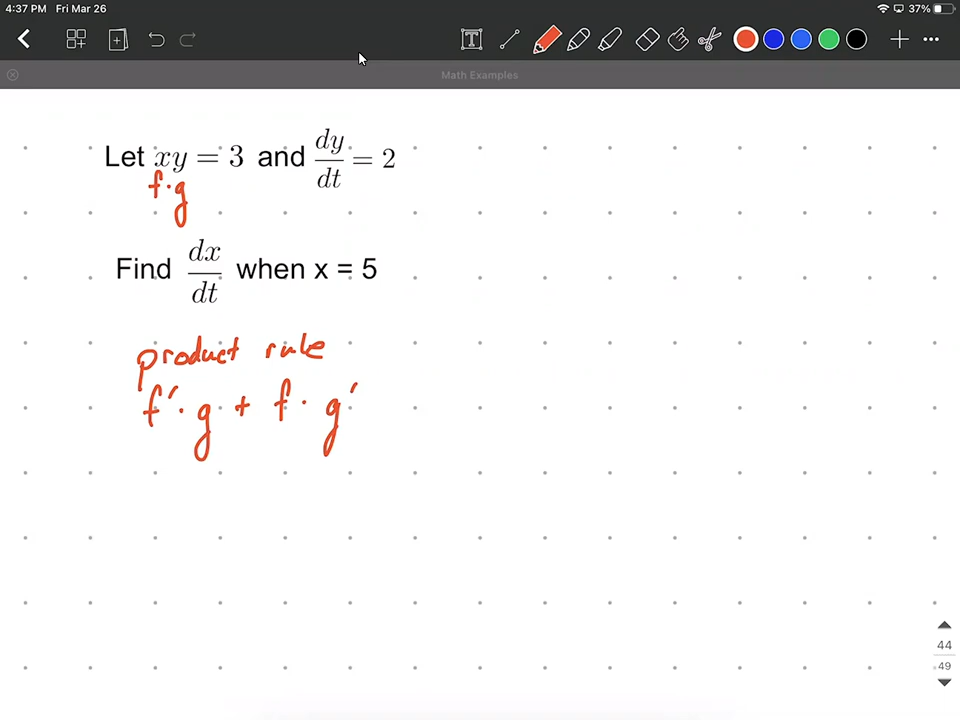 4:37 PM Fri Mar 26 37%
Math Examples
Let xy = 3 and dy/dt = 2
f · g
Find dx/dt when x = 5
product rule
f′ · g + f · g′
44
49